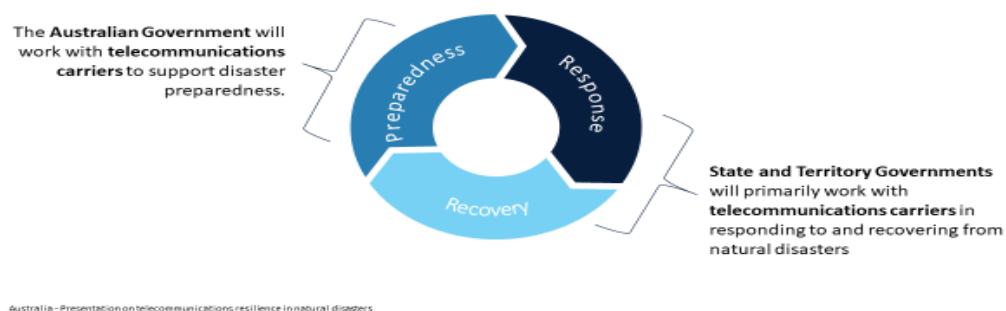 The Australian Government will
work with telecommunications
carriers to support disaster
preparedness.
Preparedness
Response
Recovery
State and Territory Governments
will primarily work with
telecommunications carriers in
responding to and recovering from
natural disasters
Australia - Presentation on telecommunications resilience in natural disasters